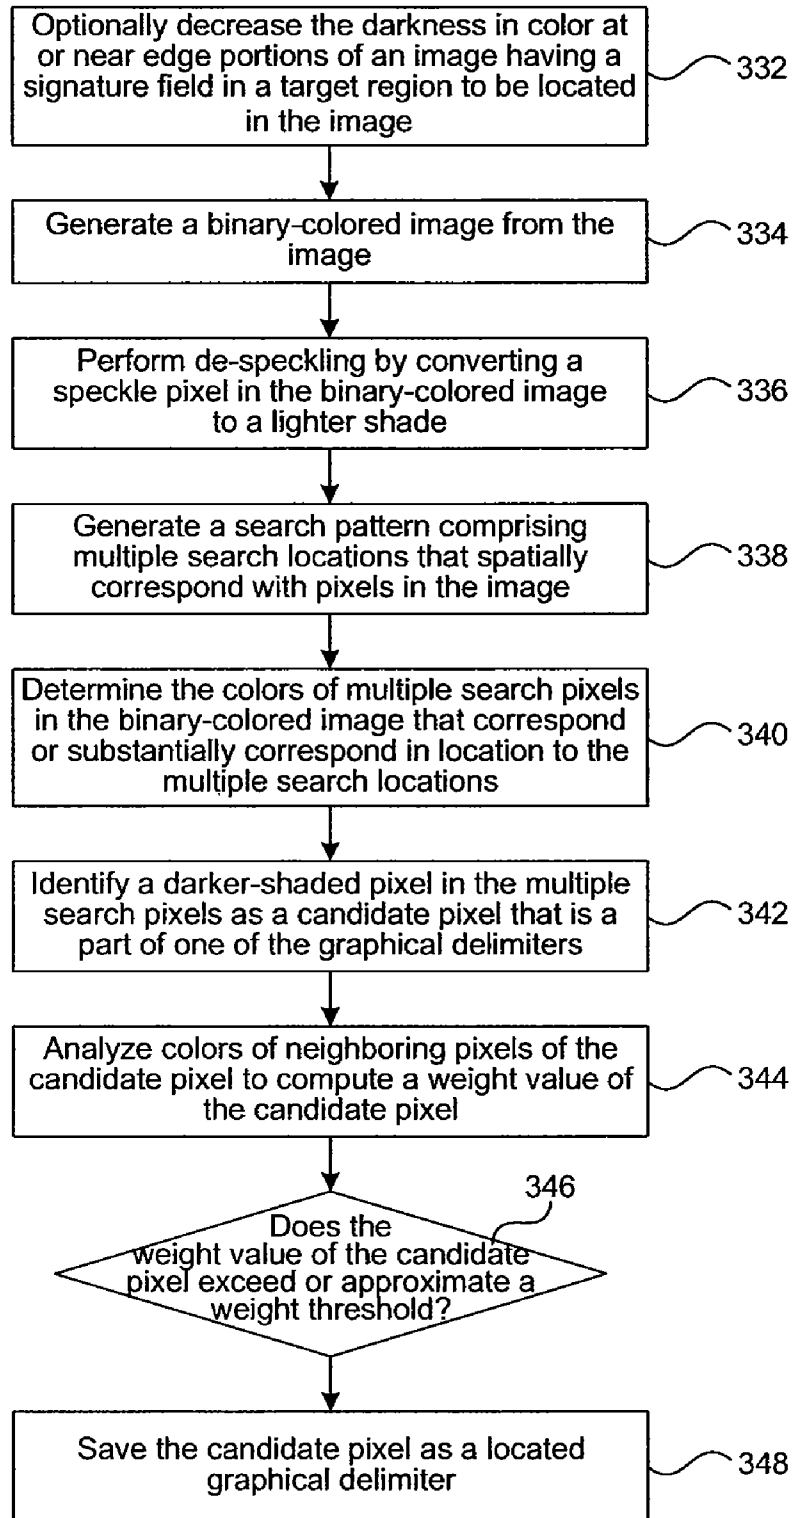 Optionally decrease the darkness in color at
or near edge portions of an image having a
signature field in a target region to be located
in the image
332
Generate a binary-colored image from the
image
334
Perform de-speckling by converting a
speckle pixel in the binary-colored image
to a lighter shade
336
Generate a search pattern comprising
multiple search locations that spatially
correspond with pixels in the image
338
Determine the colors of multiple search pixels
in the binary-colored image that correspond
or substantially correspond in location to the
multiple search locations
340
Identify a darker-shaded pixel in the multiple
search pixels as a candidate pixel that is a
part of one of the graphical delimiters
342
Analyze colors of neighboring pixels of the
candidate pixel to compute a weight value of
the candidate pixel
344
346
Does the
weight value of the candidate
pixel exceed or approximate a
weight threshold?
Save the candidate pixel as a located
graphical delimiter
348